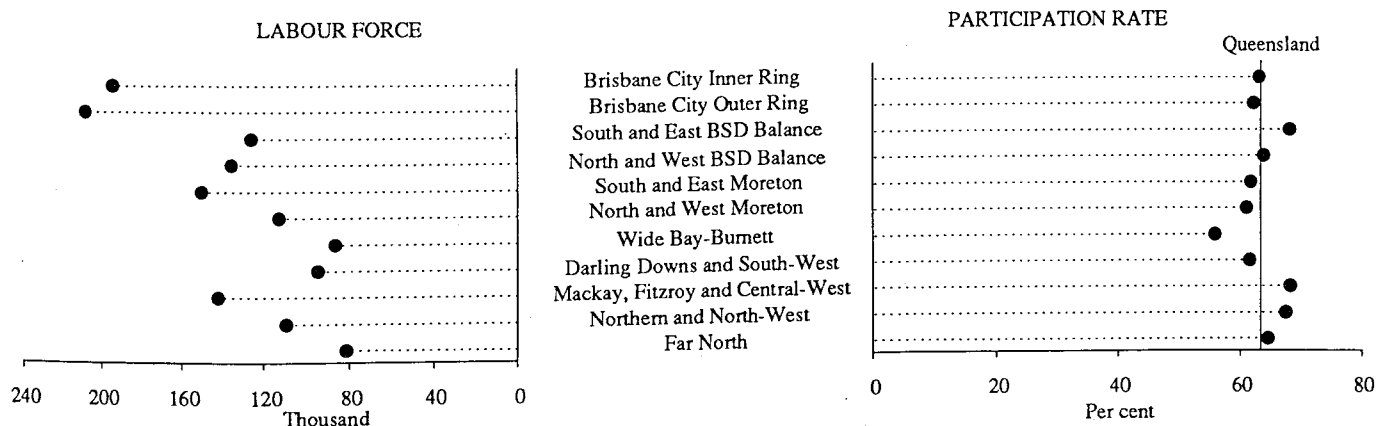 LABOUR FORCE
PARTICIPATION RATE
Queensland
Brisbane City Inner Ring
Brisbane City Outer Ring
South and East BSD Balance
North and West BSD Balance
South and East Moreton
North and West Moreton
Wide Bay-Burnett
Darling Downs and South-West
Mackay, Fitzroy and Central-West
Northern and North-West
Far North
240 200 160 120 80 40 0
Thousand
0 20 40 60 80
Per cent